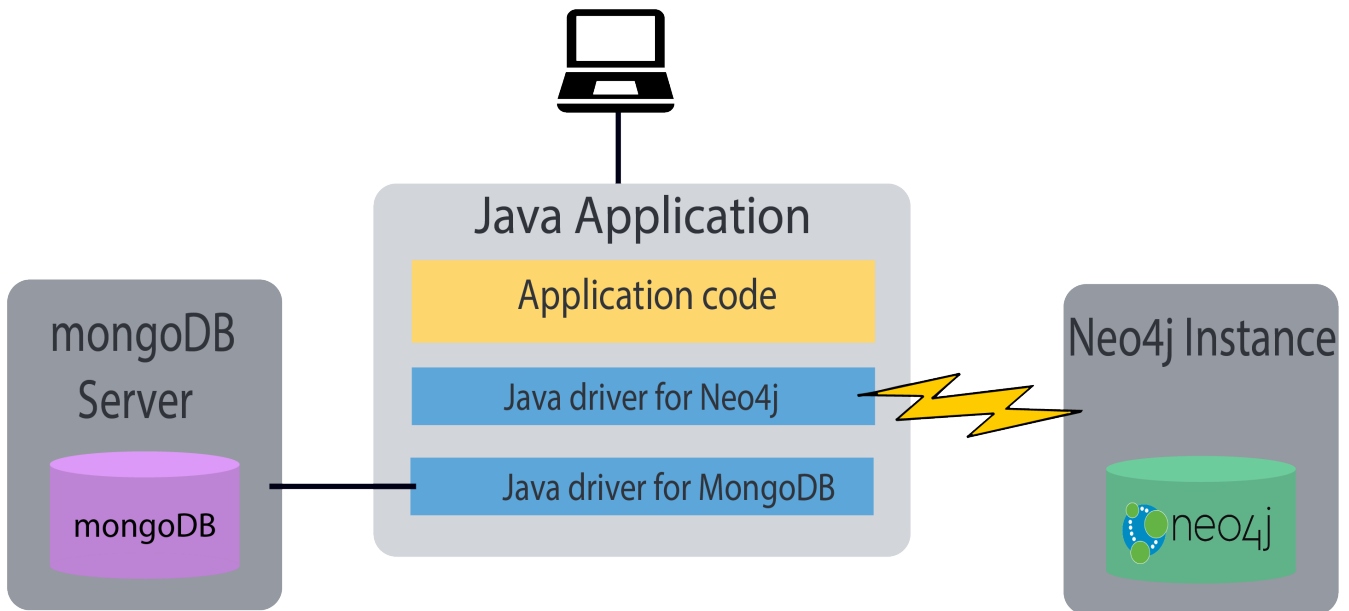 Java Application
Application code
Java driver for Neo4j
Java driver for MongoDB
mongoDB
Server
mongoDB
Neo4j Instance
neo4j